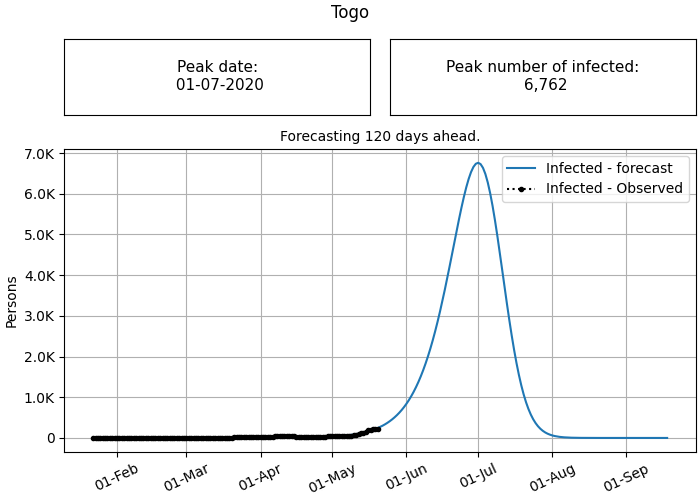 Togo
Peak date:
01-07-2020
Peak number of infected:
6,762
Forecasting 120 days ahead.
7.0K
6.0K
5.0K
4.0K
3.0K
2.0K
1.0K
0
Persons
Infected - forecast
Infected - Observed
01-Feb
01-Mar
01-Apr
01-May
01-Jun
01-Jul
01-Aug
01-Sep